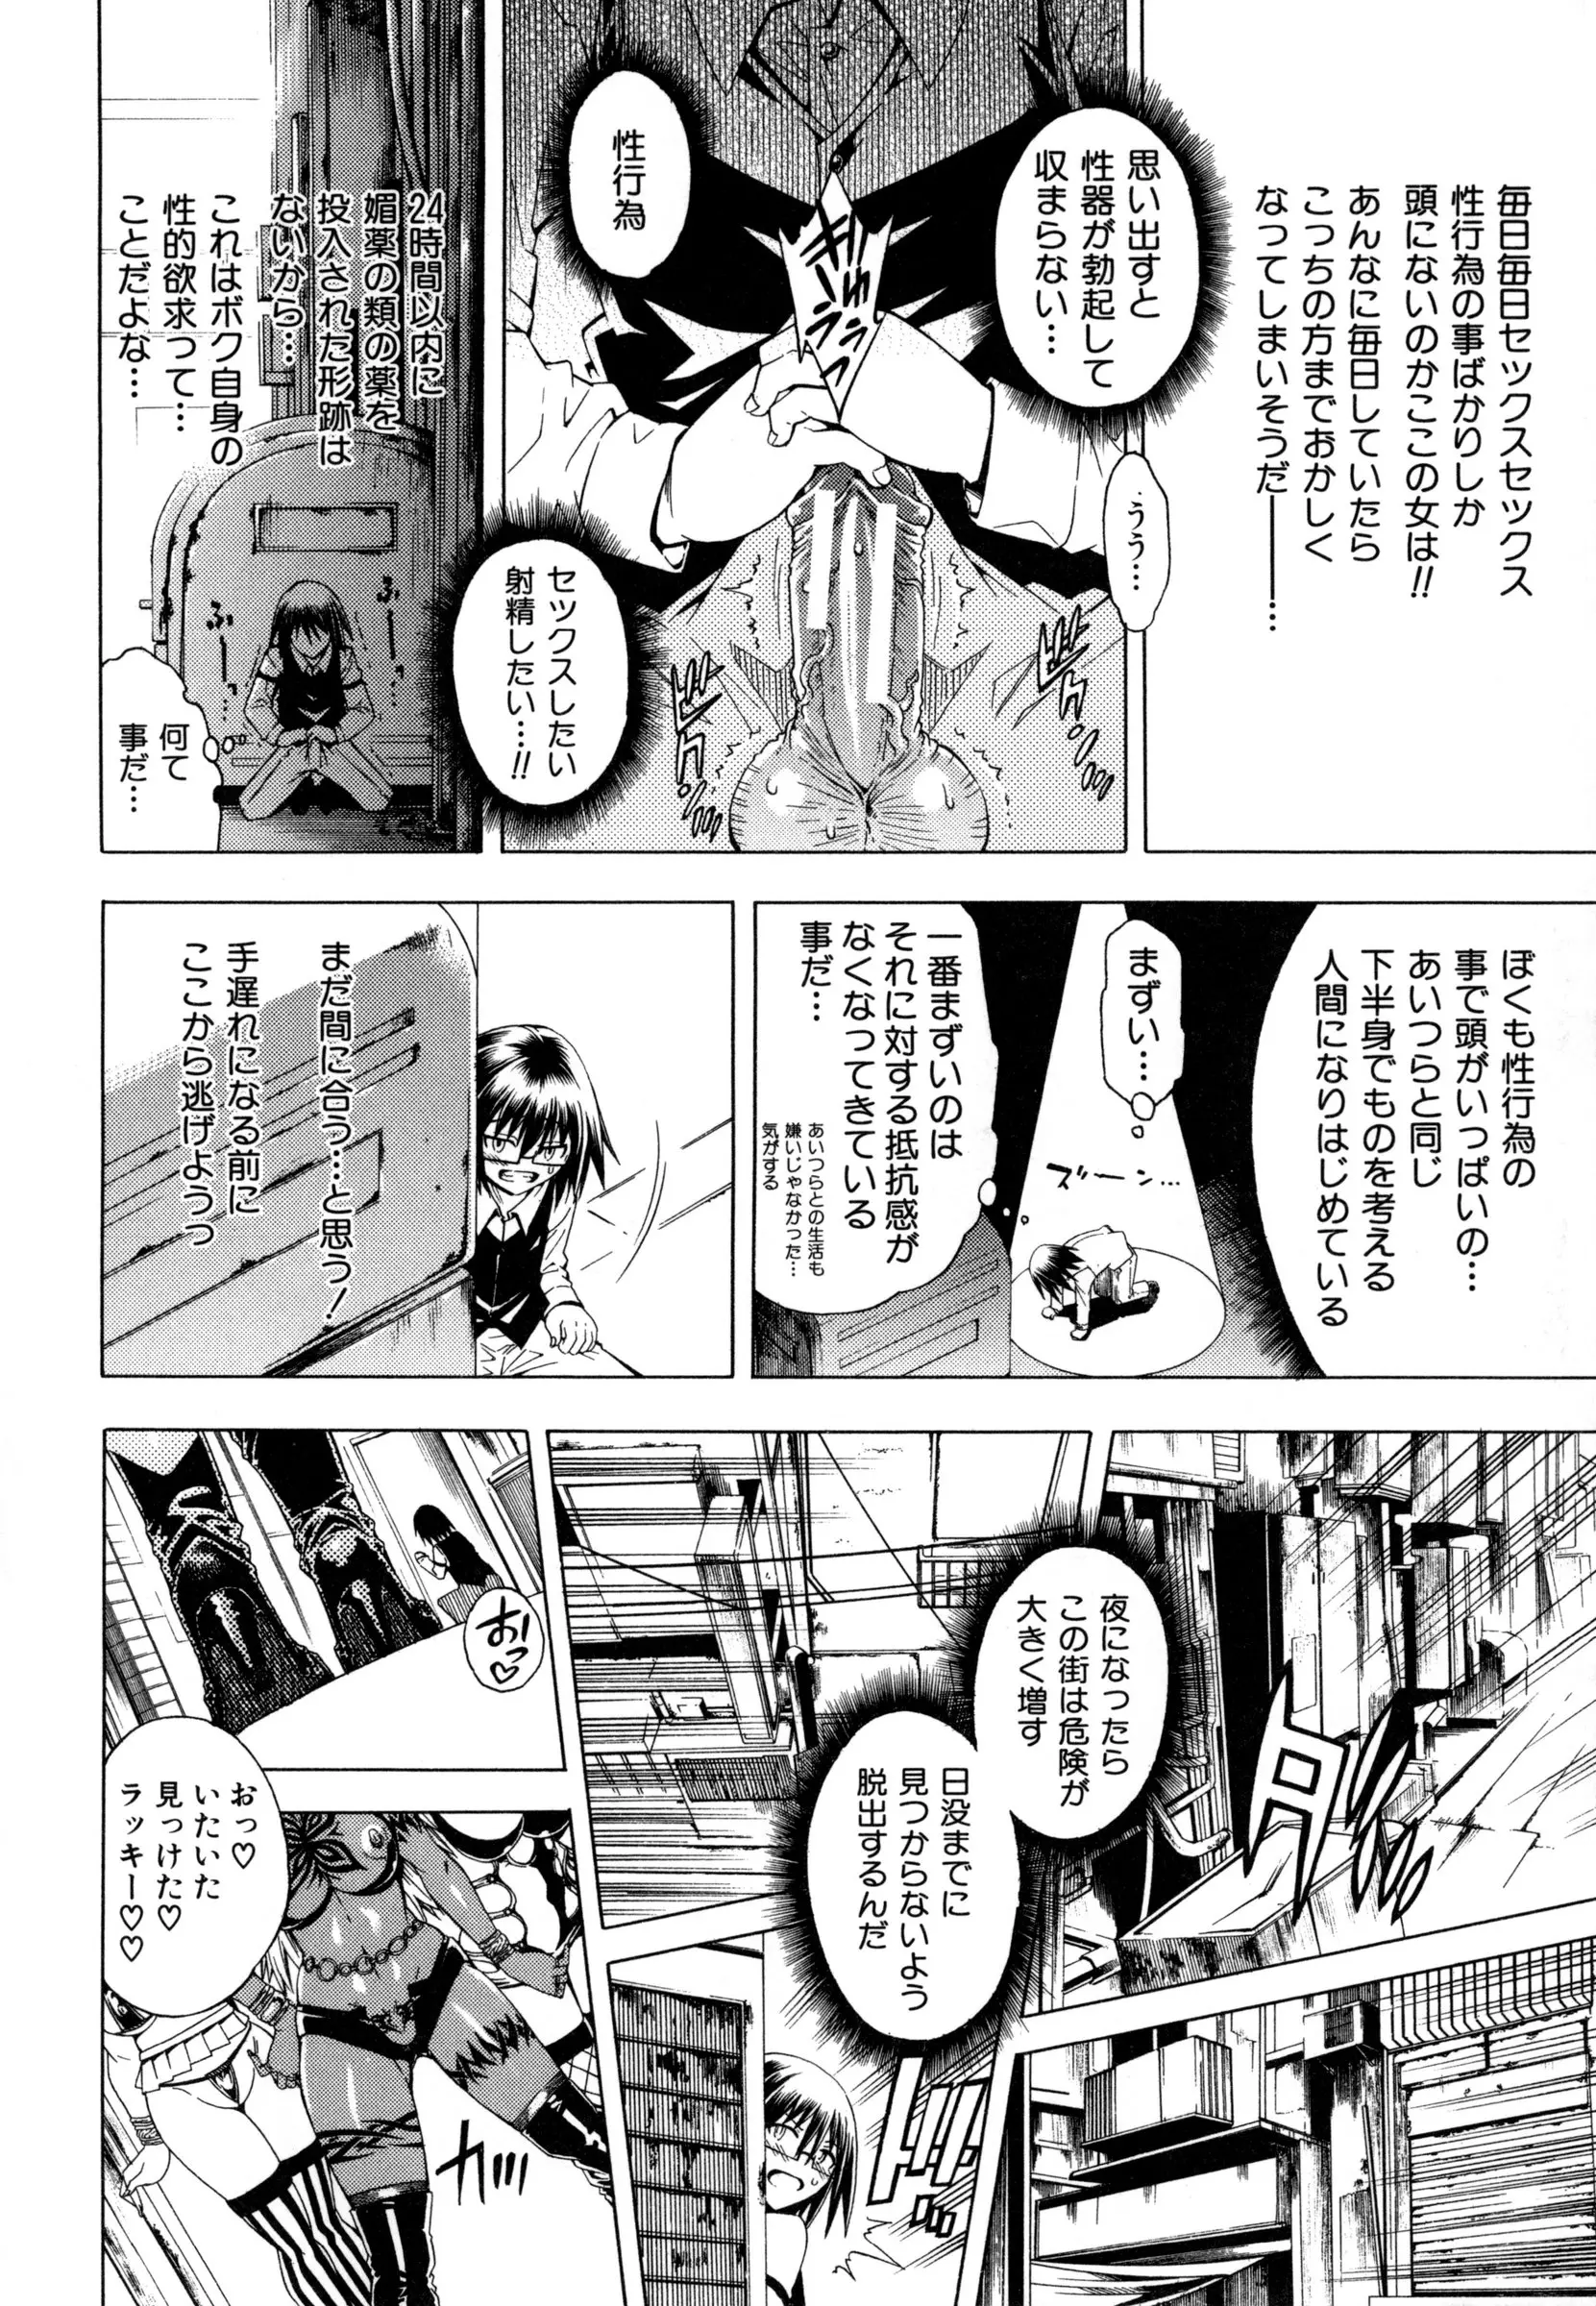 毎日毎日セックスセックス
性行為の事ばかりしか
頭にないのかここの女は!!
あんなに毎日していたら
こっちの方までおかしく
なってしまいそうだ――…
思い出すと
性器が勃起して
収まらない…
性行為
ううう…
セックスしたい
射精したい…!!
24時間以内に
媚薬の類の薬を
投入された形跡は
ないから…
これはボク自身の
性的欲求って…
ことだよな…
ふーっ…
ふーっ…
何て
事だ…
ぼくも性行為の
事で頭がいっぱいの…
あいつらと同じ
下半身でものを考える
人間になりはじめている
まずい…
ズーン…
一番まずいのは
それに対する抵抗感が
なくなってきている
事だ…
あいつらとの生活も
嫌いじゃなかった…
気がする
まだ間に合う…と思う!
手遅れになる前に
ここから逃げようっ
夜になったら
この街は危険が
大きく増す
日没までに
見つからないよう
脱出するんだ
おっ♡
おっ♡
いたいた
見っけた♡
ラッキー♡♡